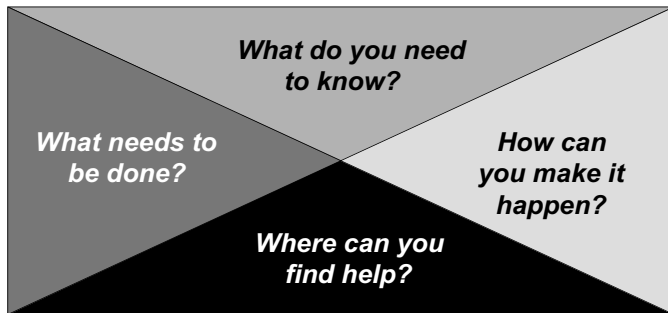 What do you need
to know?
What needs to
be done?
How can
you make it
happen?
Where can you
find help?